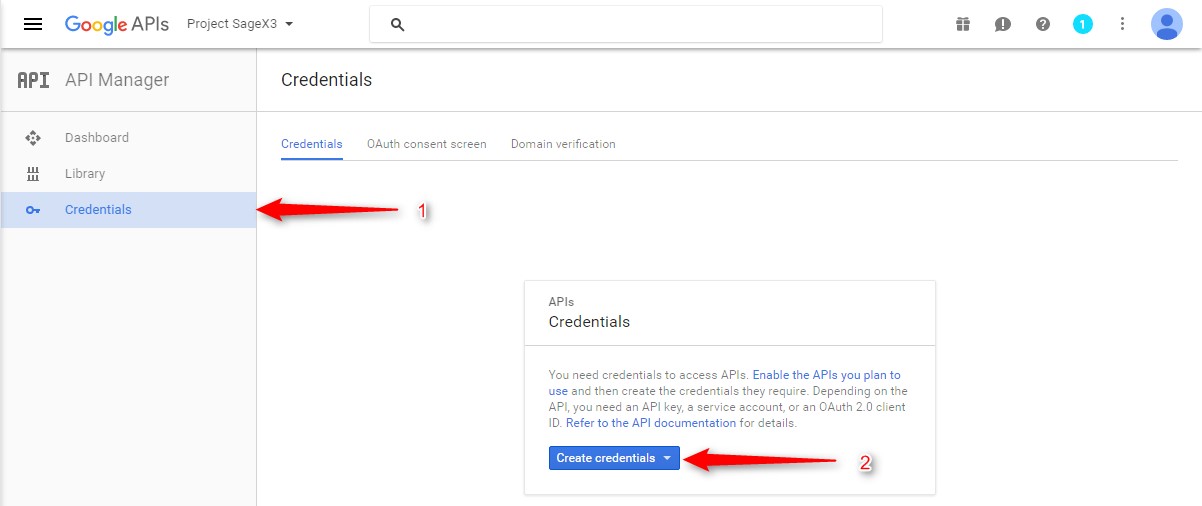 Google APIs Project SageX3 1
API API Manager Credentials
Dashboard
Library
Credentials
Credentials OAuth consent screen Domain verification
1
APIs
Credentials
You need credentials to access APIs. Enable the APIs you plan to
use and then create the credentials they require. Depending on the
API, you need an API key, a service account, or an OAuth 2.0 client
ID. Refer to the API documentation for details.
Create credentials
2